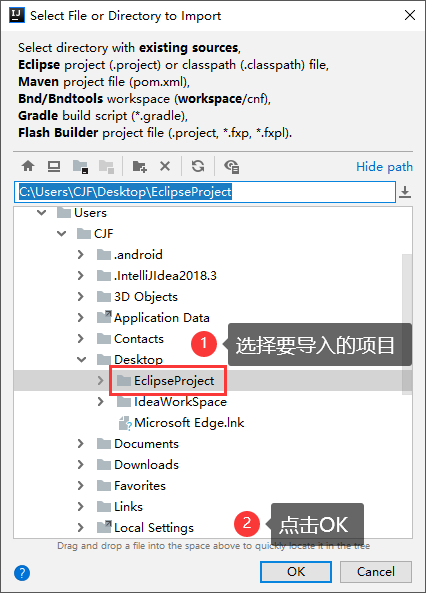 IJ
Select File or Directory to Import
Select directory with existing sources,
Eclipse project (.project) or classpath (.classpath) file,
Maven project file (pom.xml),
Bnd/Bndtools workspace (workspace/cnf),
Gradle build script (*.gradle),
Flash Builder project file (.project, *.fxp, *.fxpl).
Hide path
C:\Users\CJF\Desktop\EclipseProject
Users
CJF
.android
.IntelliJIdea2018.3
3D Objects
Application Data
Contacts
1 选择要导入的项目
Desktop
EclipseProject
IdeaWorkSpace
Microsoft Edge.lnk
Documents
Downloads
Favorites
Links
Local Settings
2 点击OK
Drag and drop a file into the space above to quickly locate it in the tree
?
OK
Cancel